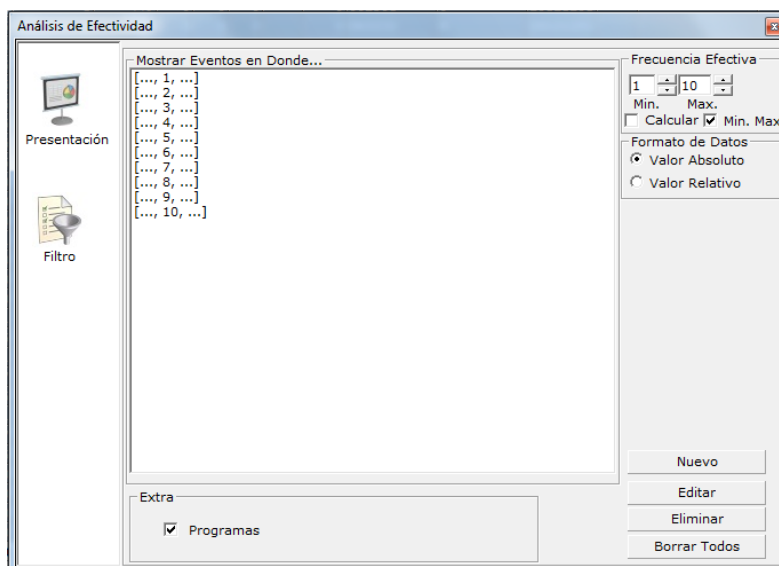 Análisis de Efectividad
Presentación
Filtro
Mostrar Eventos en Donde...
[..., 1, ...]
[..., 2, ...]
[..., 3, ...]
[..., 4, ...]
[..., 5, ...]
[..., 6, ...]
[..., 7, ...]
[..., 8, ...]
[..., 9, ...]
[..., 10, ...]
Extra
Programas
Frecuencia Efectiva
1 10
Min. Max.
Calcular Min. Max
Formato de Datos
Valor Absoluto
Valor Relativo
Nuevo
Editar
Eliminar
Borrar Todos